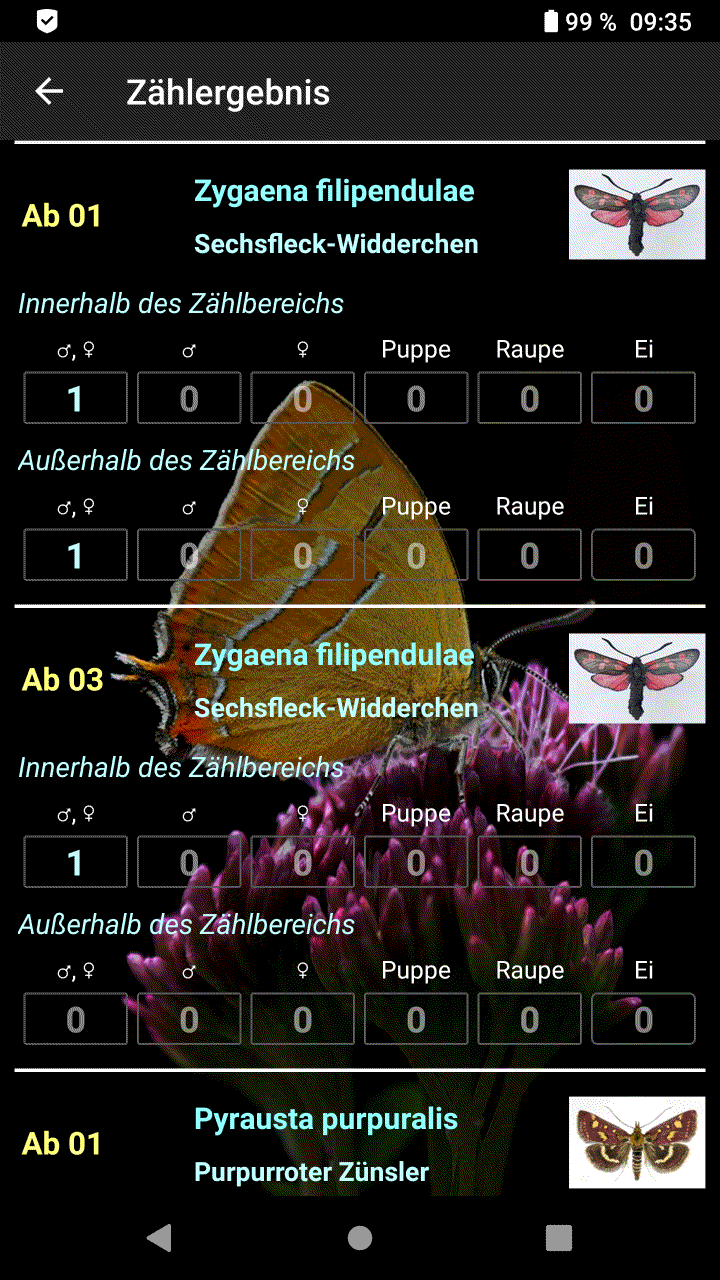 99 % 09:35
Zählergebnis
Ab 01
Zygaena filipendulae
Sechsfleck-Widderchen
Innerhalb des Zählbereichs
♂, ♀ ♂ ♀ Puppe Raupe Ei
1 0 0 0 0 0
Außerhalb des Zählbereichs
♂, ♀ ♂ ♀ Puppe Raupe Ei
1 0 0 0 0 0
Ab 03
Zygaena filipendulae
Sechsfleck-Widderchen
Innerhalb des Zählbereichs
♂, ♀ ♂ ♀ Puppe Raupe Ei
1 0 0 0 0 0
Außerhalb des Zählbereichs
♂, ♀ ♂ ♀ Puppe Raupe Ei
0 0 0 0 0 0
Ab 01
Pyrausta purpuralis
Purpurroter Zünsler